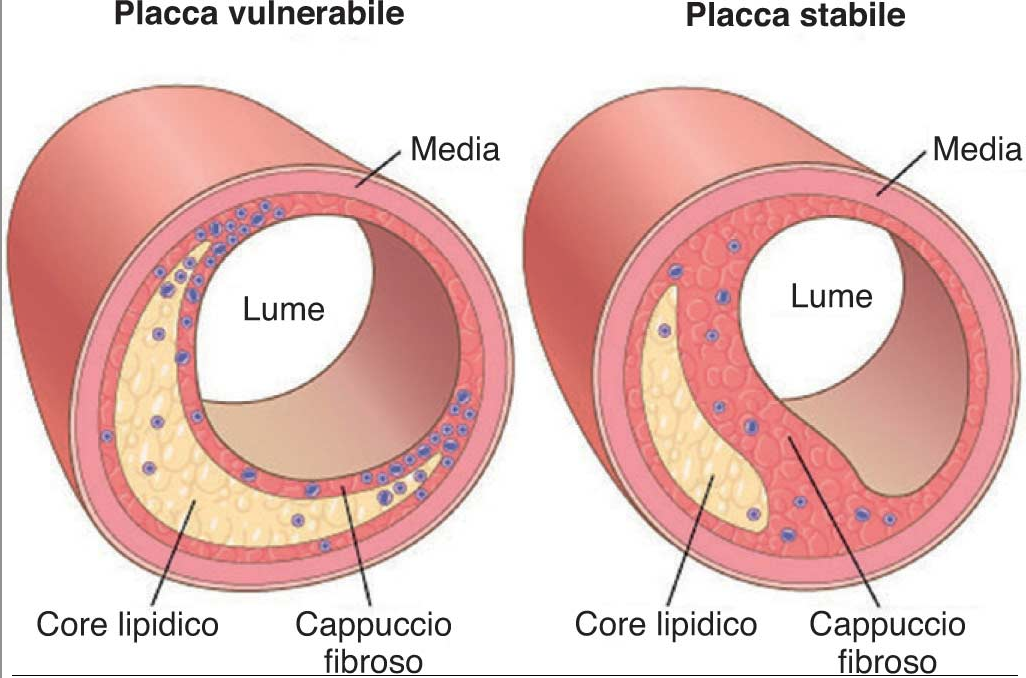 Placca vulnerabile
Placca stabile
Media
Media
Lume
Lume
Core lipidico
Cappuccio
fibroso
Core lipidico
Cappuccio
fibroso